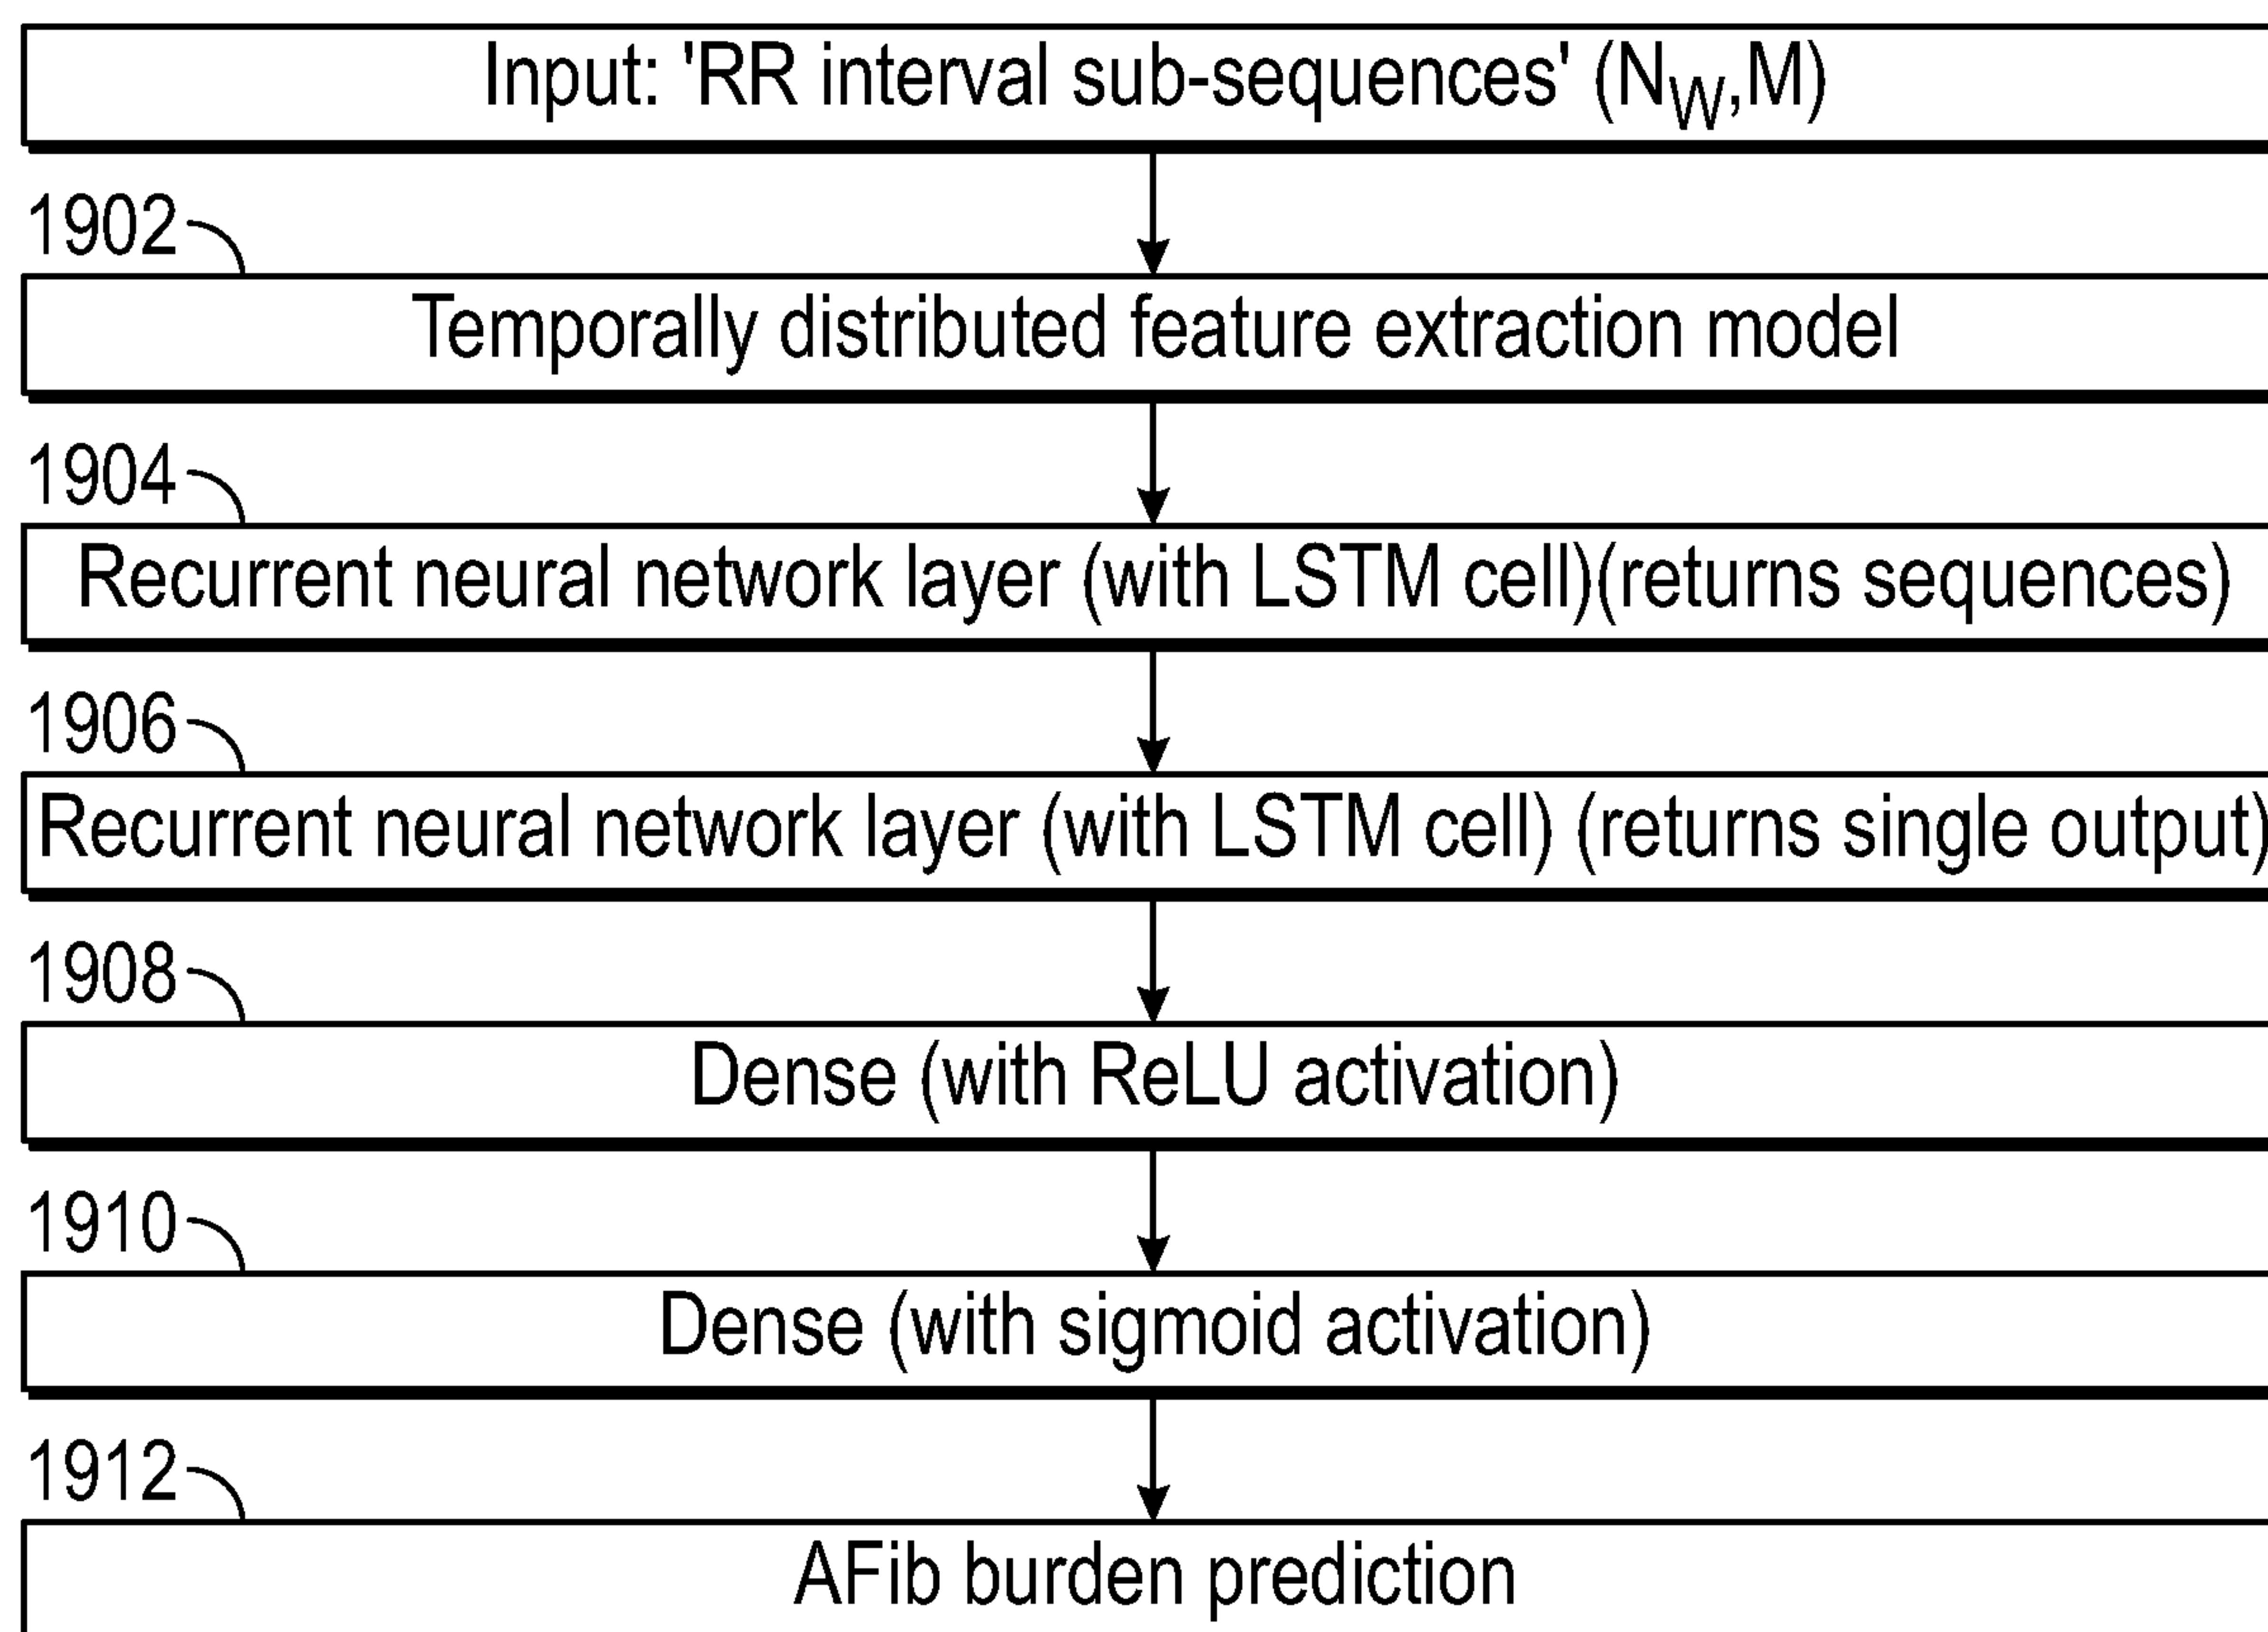 Input: 'RR interval sub-sequences' (NW,M)
1902
Temporally distributed feature extraction model
1904
Recurrent neural network layer (with LSTM cell)(returns sequences)
1906
Recurrent neural network layer (with LSTM cell) (returns single output)
1908
Dense (with ReLU activation)
1910
Dense (with sigmoid activation)
1912
AFib burden prediction